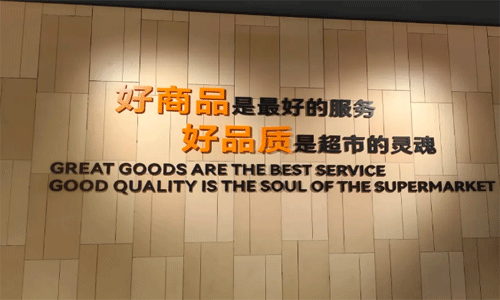 好商品是最好的服务
好品质是超市的灵魂
GREAT GOODS ARE THE BEST SERVICE
GOOD QUALITY IS THE SOUL OF THE SUPERMARKET